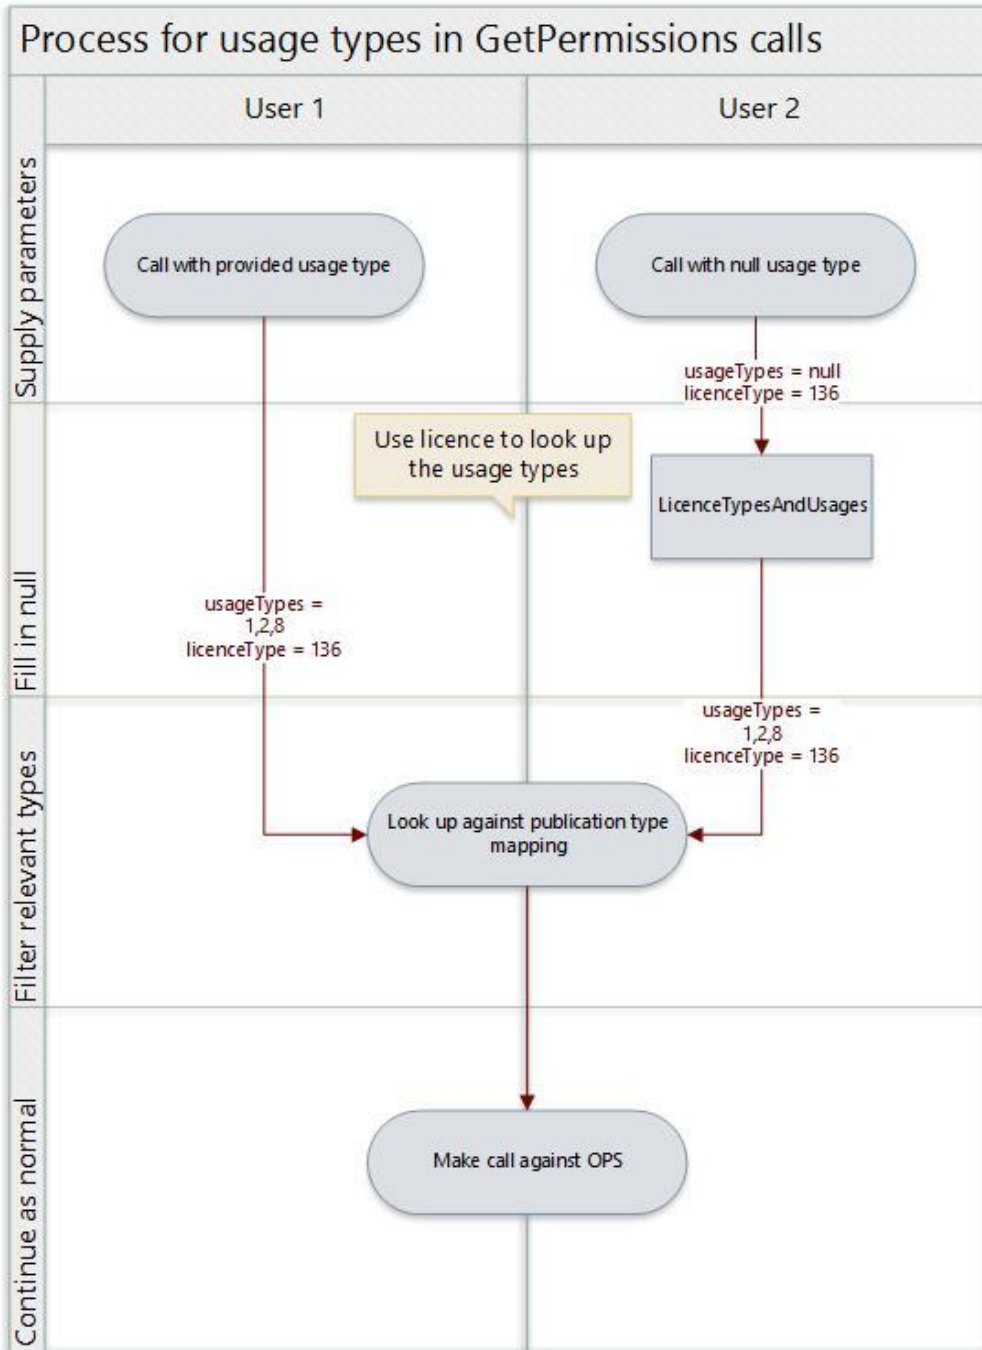 Process for usage types in GetPermissions calls
User 1
User 2
Supply parameters
Call with provided usage type
Call with null usage type
usageTypes = null
licenceType = 136
Fill in null
Use licence to look up
the usage types
LicenceTypesAndUsages
usageTypes =
1,2,8
licenceType = 136
usageTypes =
1,2,8
licenceType = 136
Filter relevant types
Look up against publication type
mapping
Continue as normal
Make call against OPS